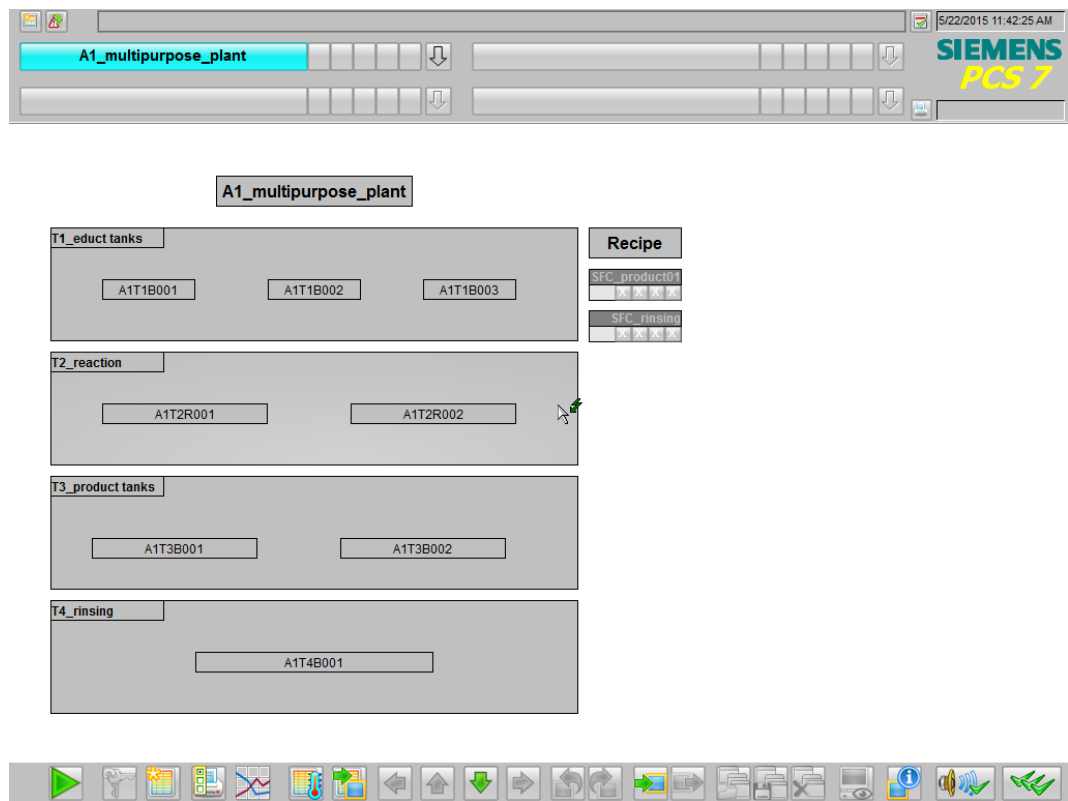 5/22/2015 11:42:25 AM
A1_multipurpose_plant
SIEMENS
PCS 7
A1_multipurpose_plant
T1_educt tanks
Recipe
A1T1B001
A1T1B002
A1T1B003
SFC_product01
X X X X
SFC_rinsing
X X X X
T2_reaction
A1T2R001
A1T2R002
T3_product tanks
A1T3B001
A1T3B002
T4_rinsing
A1T4B001